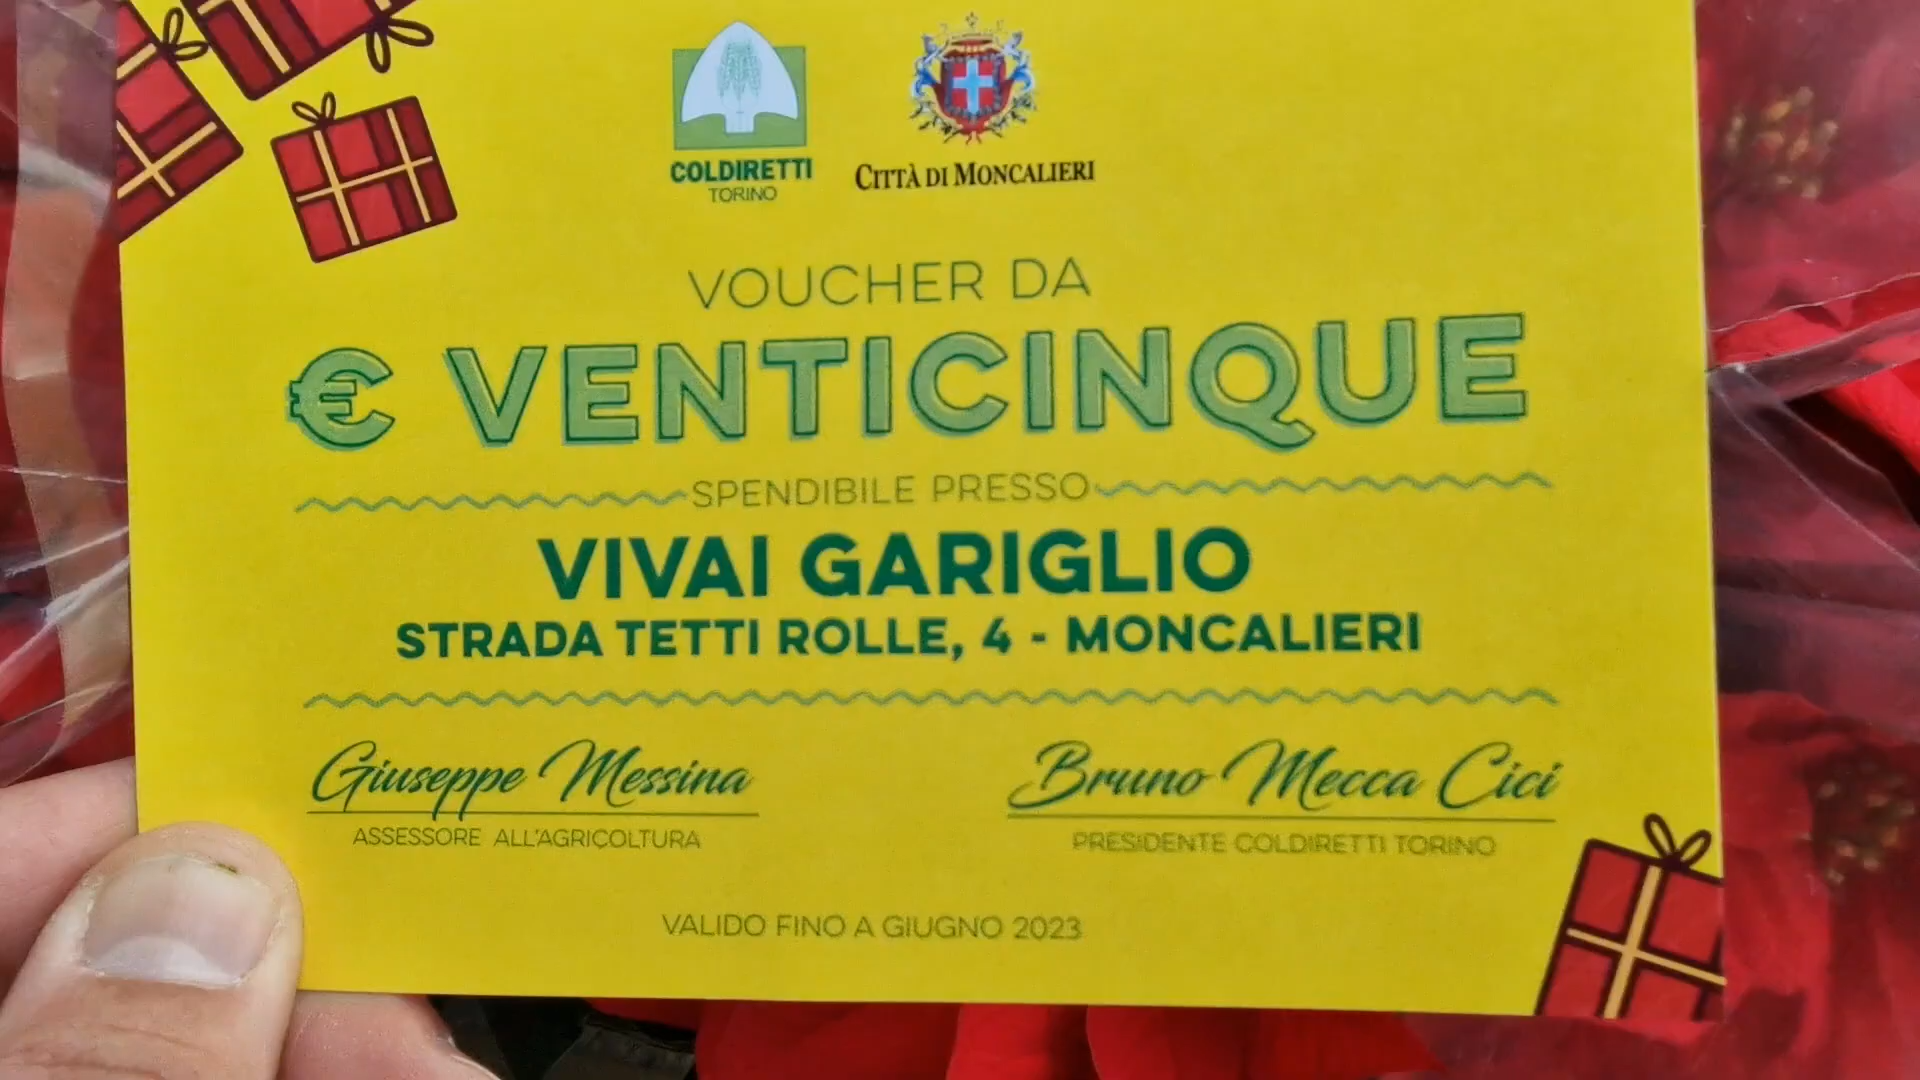 COLDIRETTI
TORINO
CITTÀ DI MONCALIERI
VOUCHER DA
€ VENTICINQUE
SPENDIBILE PRESSO
VIVAI GARIGLIO
STRADA TETTI ROLLE, 4 - MONCALIERI
Giuseppe Messina
ASSESSORE ALL'AGRICOLTURA
Bruno Mecca Cici
PRESIDENTE COLDIRETTI TORINO
VALIDO FINO A GIUGNO 2023